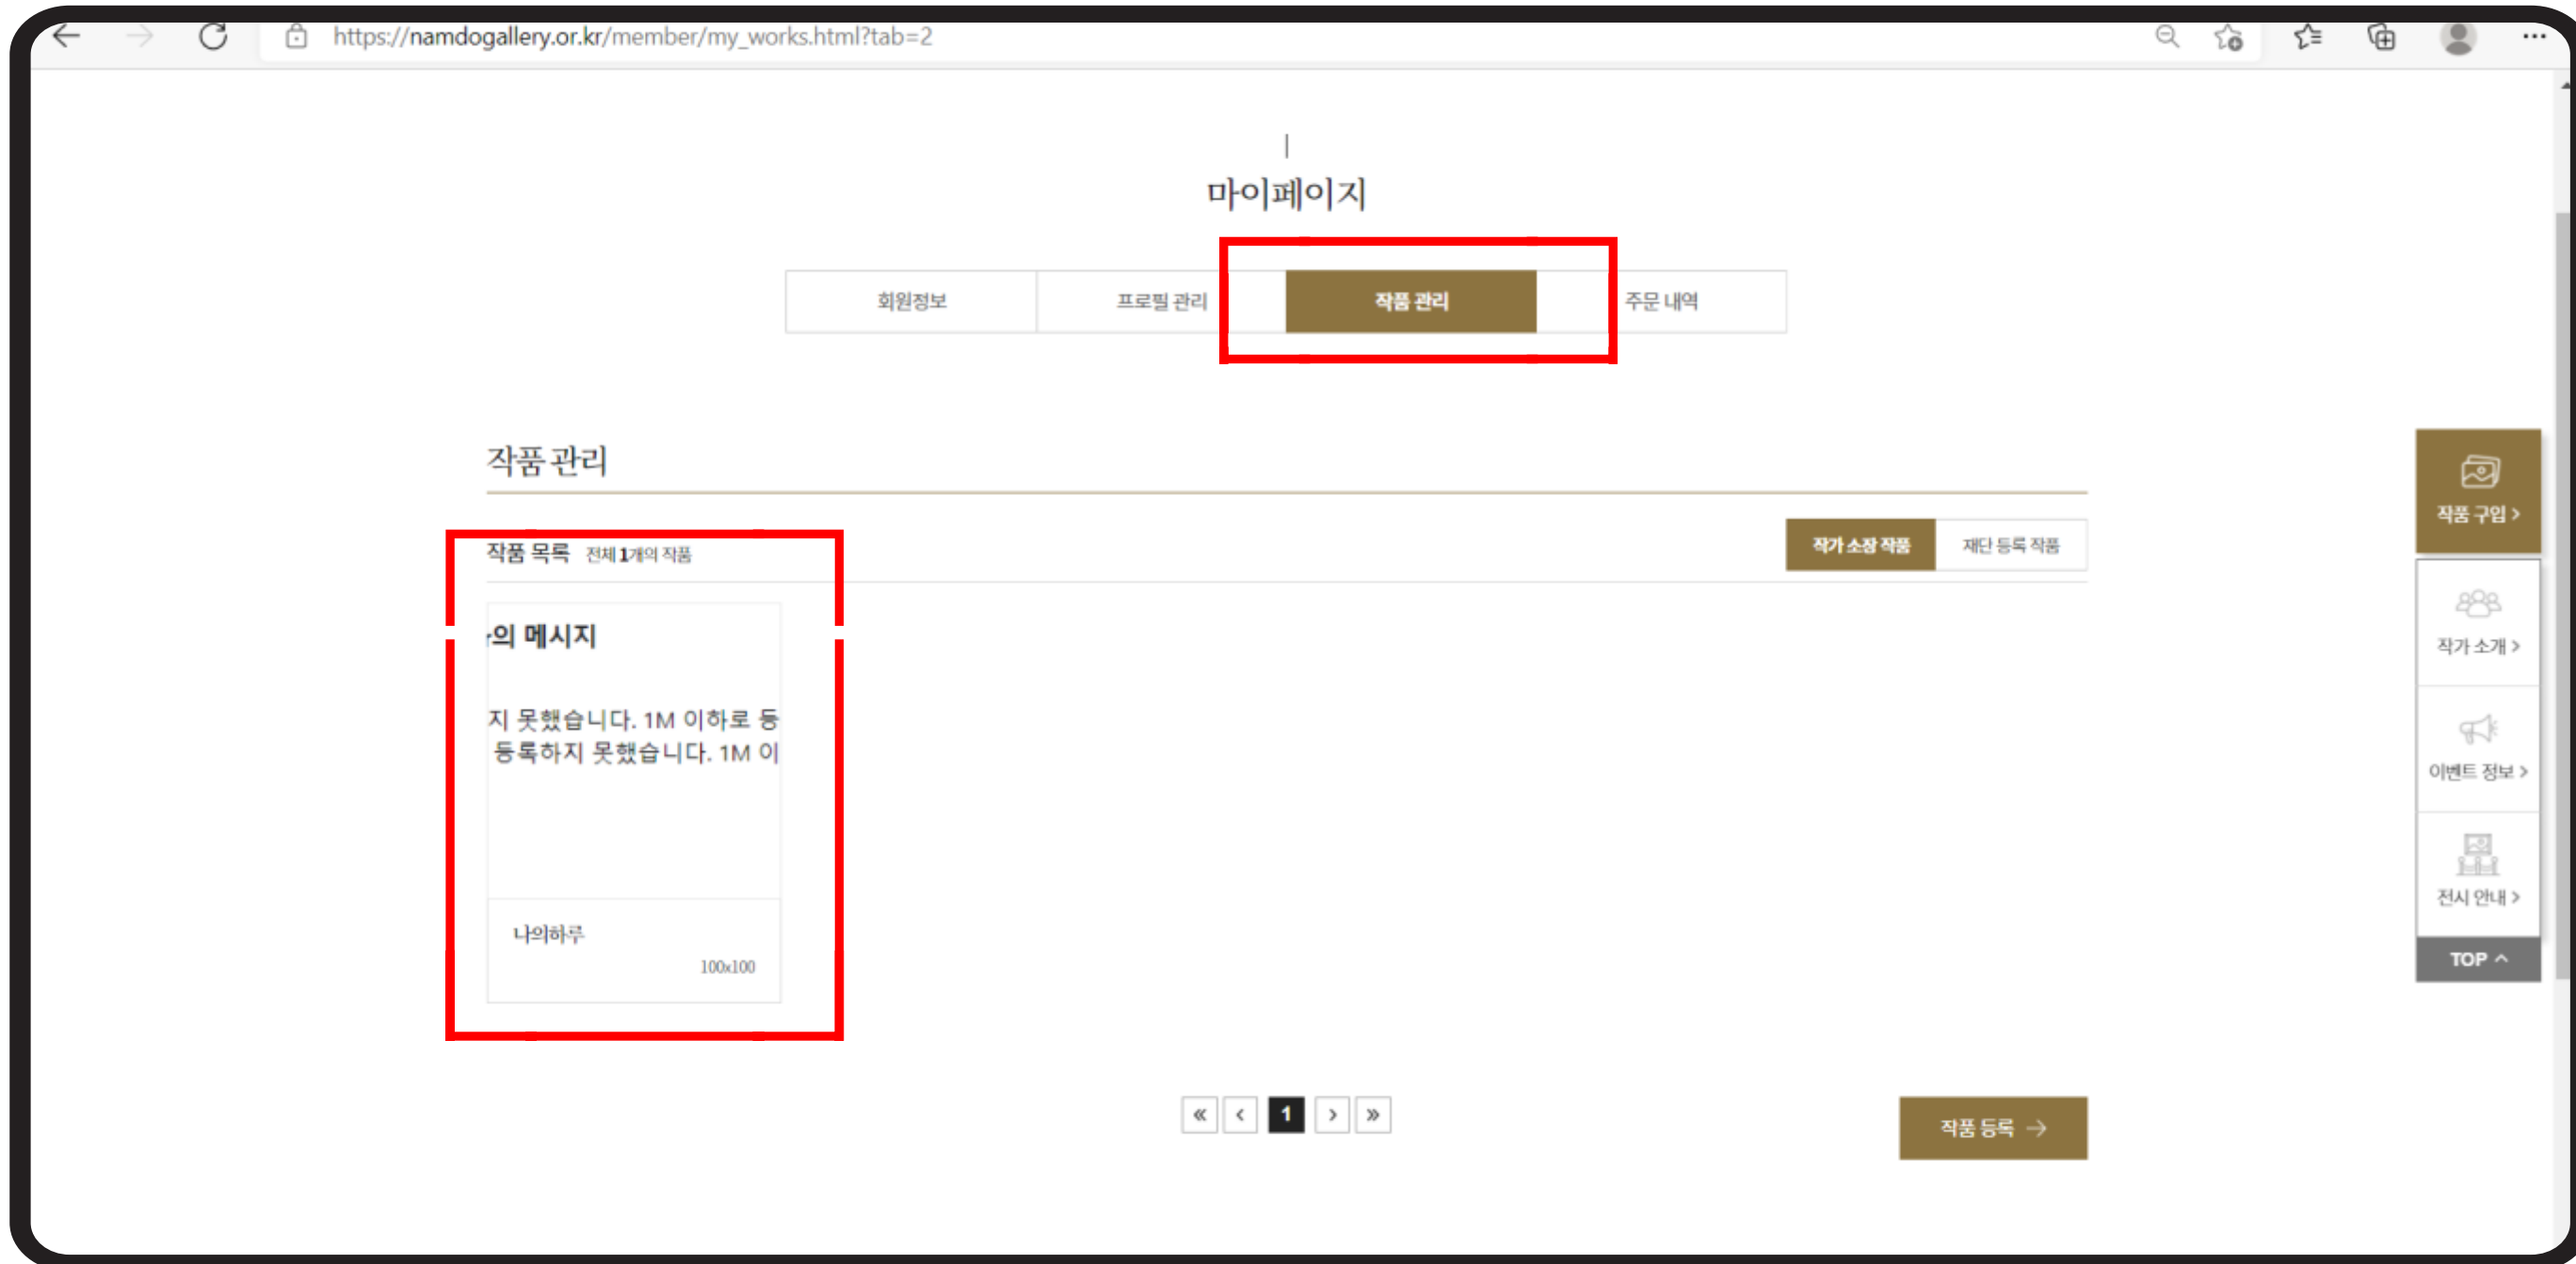 https://namdogallery.or.kr/member/my_works.html?tab=2
마이페이지
회원정보 프로필 관리 작품 관리 주문 내역
작품 관리
작품 목록 전체 1개의 작품
작가 소장 작품 재단 등록 작품
의 메시지
지 못했습니다. 1M 이하로 등
등록하지 못했습니다. 1M 이
나의하루
100x100
« ‹ 1 › »
작품 등록 →
작품 구입 >
작가 소개 >
이벤트 정보 >
전시 안내 >
TOP ^